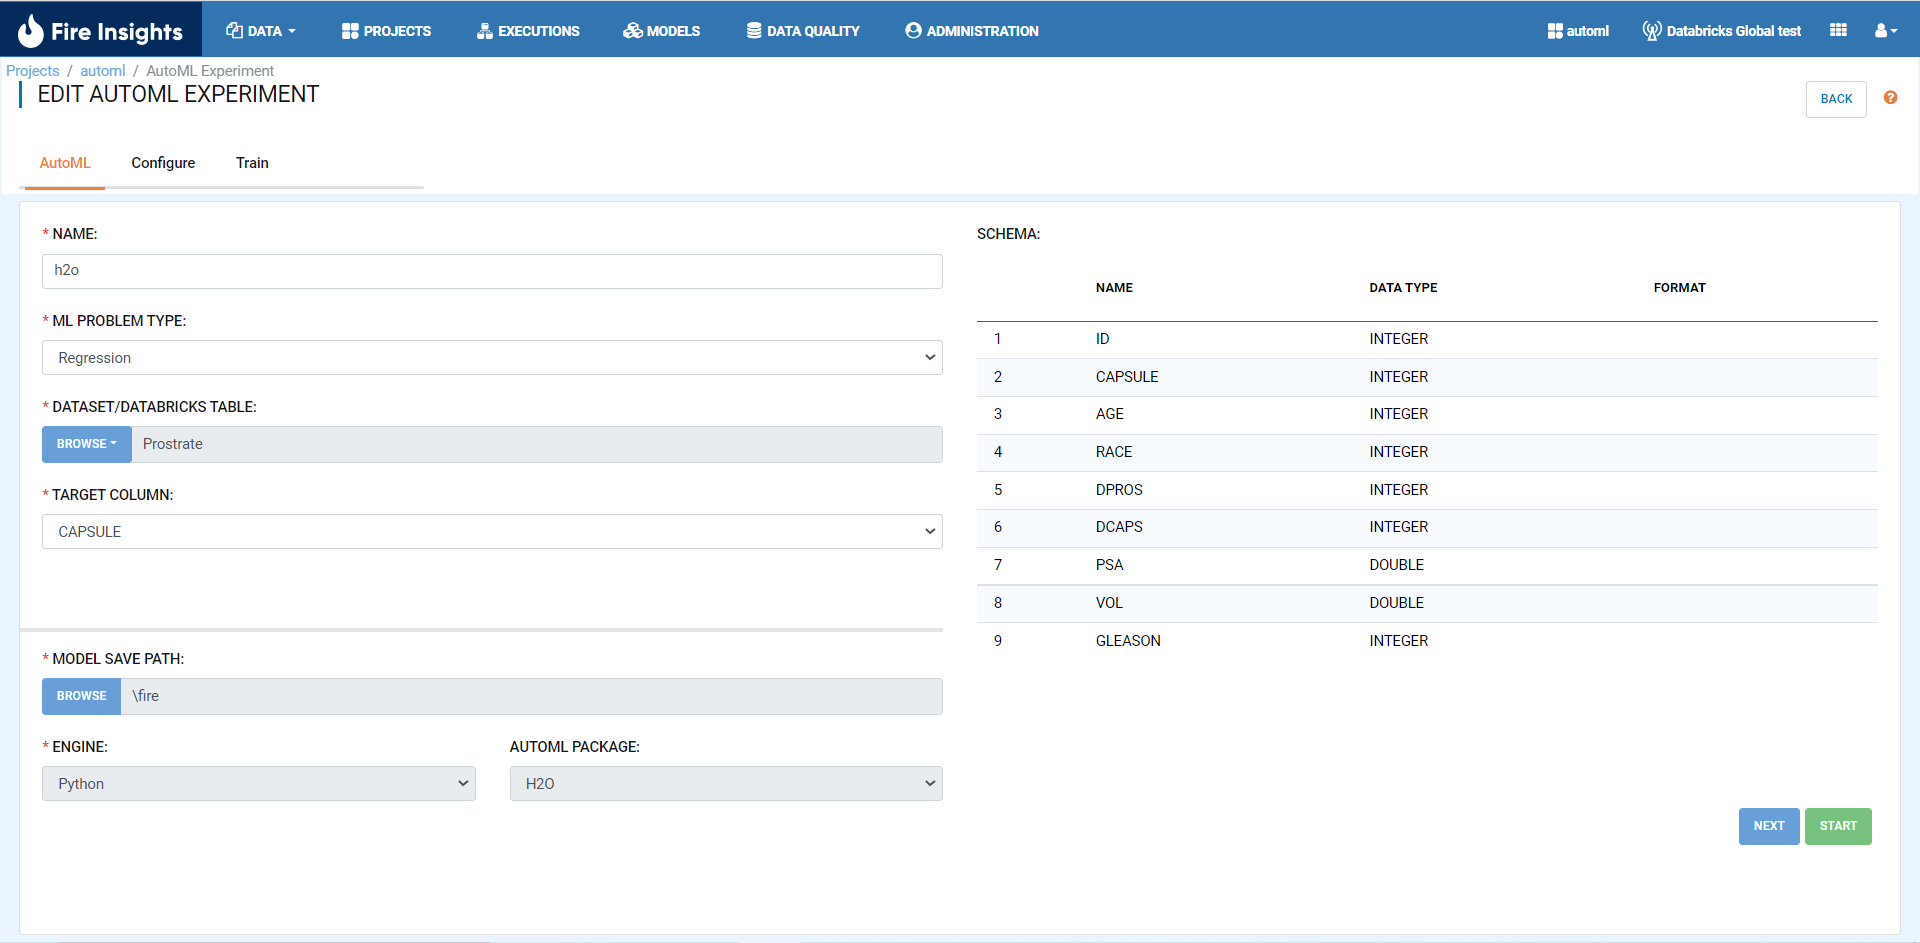 Fire Insights DATA PROJECTS EXECUTIONS MODELS DATA QUALITY ADMINISTRATION automl Databricks Global test
Projects / automl / AutoML Experiment
EDIT AUTOML EXPERIMENT
BACK
AutoML Configure Train
* NAME:
h2o
* ML PROBLEM TYPE:
Regression
* DATASET/DATABRICKS TABLE:
BROWSE Prostrate
* TARGET COLUMN:
CAPSULE
* MODEL SAVE PATH:
BROWSE \fire
* ENGINE: AUTOML PACKAGE:
Python H2O
SCHEMA:
NAME DATA TYPE FORMAT
1 ID INTEGER
2 CAPSULE INTEGER
3 AGE INTEGER
4 RACE INTEGER
5 DPROS INTEGER
6 DCAPS INTEGER
7 PSA DOUBLE
8 VOL DOUBLE
9 GLEASON INTEGER
NEXT START